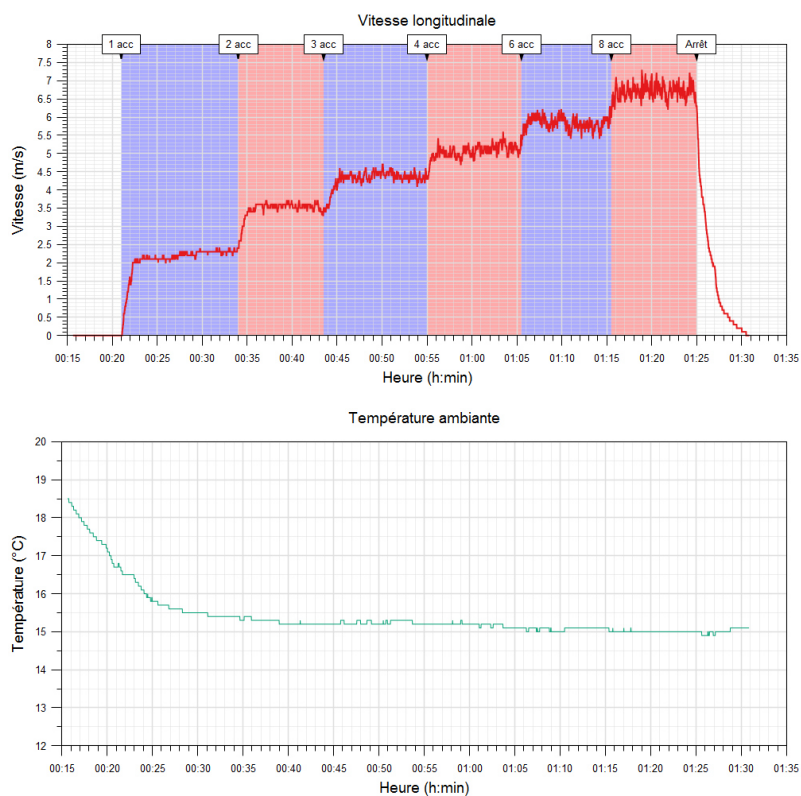 Vitesse longitudinale
1 acc 2 acc 3 acc 4 acc 6 acc 8 acc Arrêt
8
7.5
7
6.5
6
5.5
5
4.5
4
3.5
3
2.5
2
1.5
1
0.5
0
Vitesse (m/s)
00:15 00:20 00:25 00:30 00:35 00:40 00:45 00:50 00:55 01:00 01:05 01:10 01:15 01:20 01:25 01:30 01:35
Heure (h:min)
Température ambiante
20
19
18
17
16
15
14
13
12
Température (°C)
00:15 00:20 00:25 00:30 00:35 00:40 00:45 00:50 00:55 01:00 01:05 01:10 01:15 01:20 01:25 01:30 01:35
Heure (h:min)